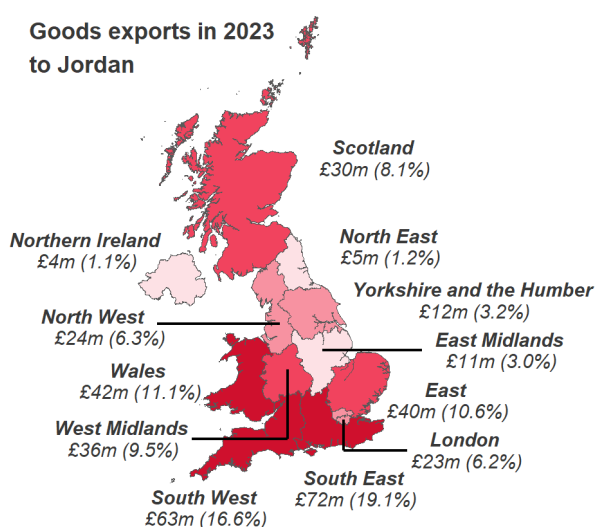 Goods exports in 2023
to Jordan
Scotland
£30m (8.1%)
Northern Ireland
£4m (1.1%)
North East
£5m (1.2%)
Yorkshire and the Humber
£12m (3.2%)
North West
£24m (6.3%)
East Midlands
£11m (3.0%)
Wales
£42m (11.1%)
East
£40m (10.6%)
West Midlands
£36m (9.5%)
London
£23m (6.2%)
South East
£72m (19.1%)
South West
£63m (16.6%)